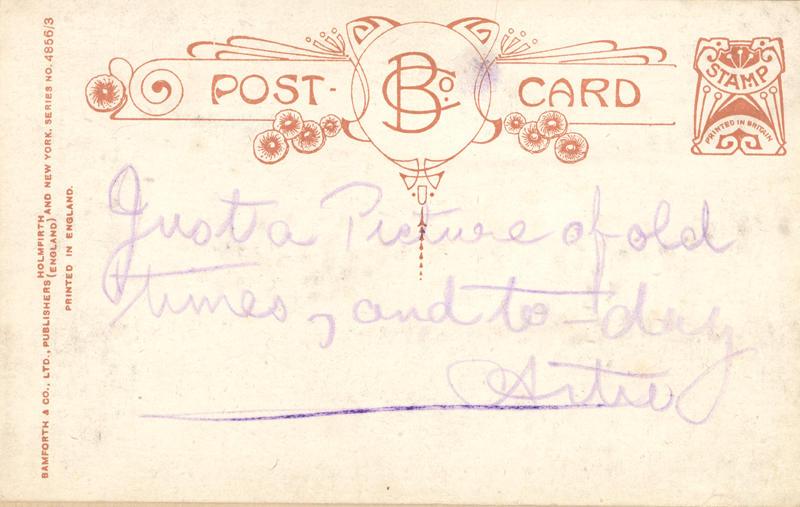 POST- BCo. CARD
STAMP
PRINTED IN BRITAIN
Just a Picture of old
times, and to-day
Artie
BAMFORTH & CO., LTD., PUBLISHERS HOLMFIRTH (ENGLAND) AND NEW YORK. SERIES NO. 4856/3
PRINTED IN ENGLAND.